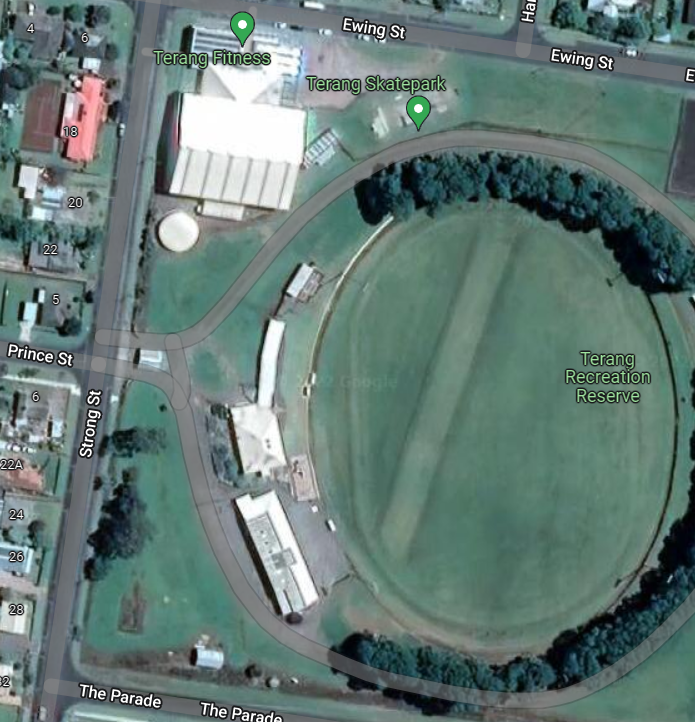 Ewing St
Ewing St
4
6
Terang Fitness
Terang Skatepark
18
20
22
5
Prince St
Terang
Recreation
Reserve
6
Strong St
22A
24
26
28
The Parade
The Parade